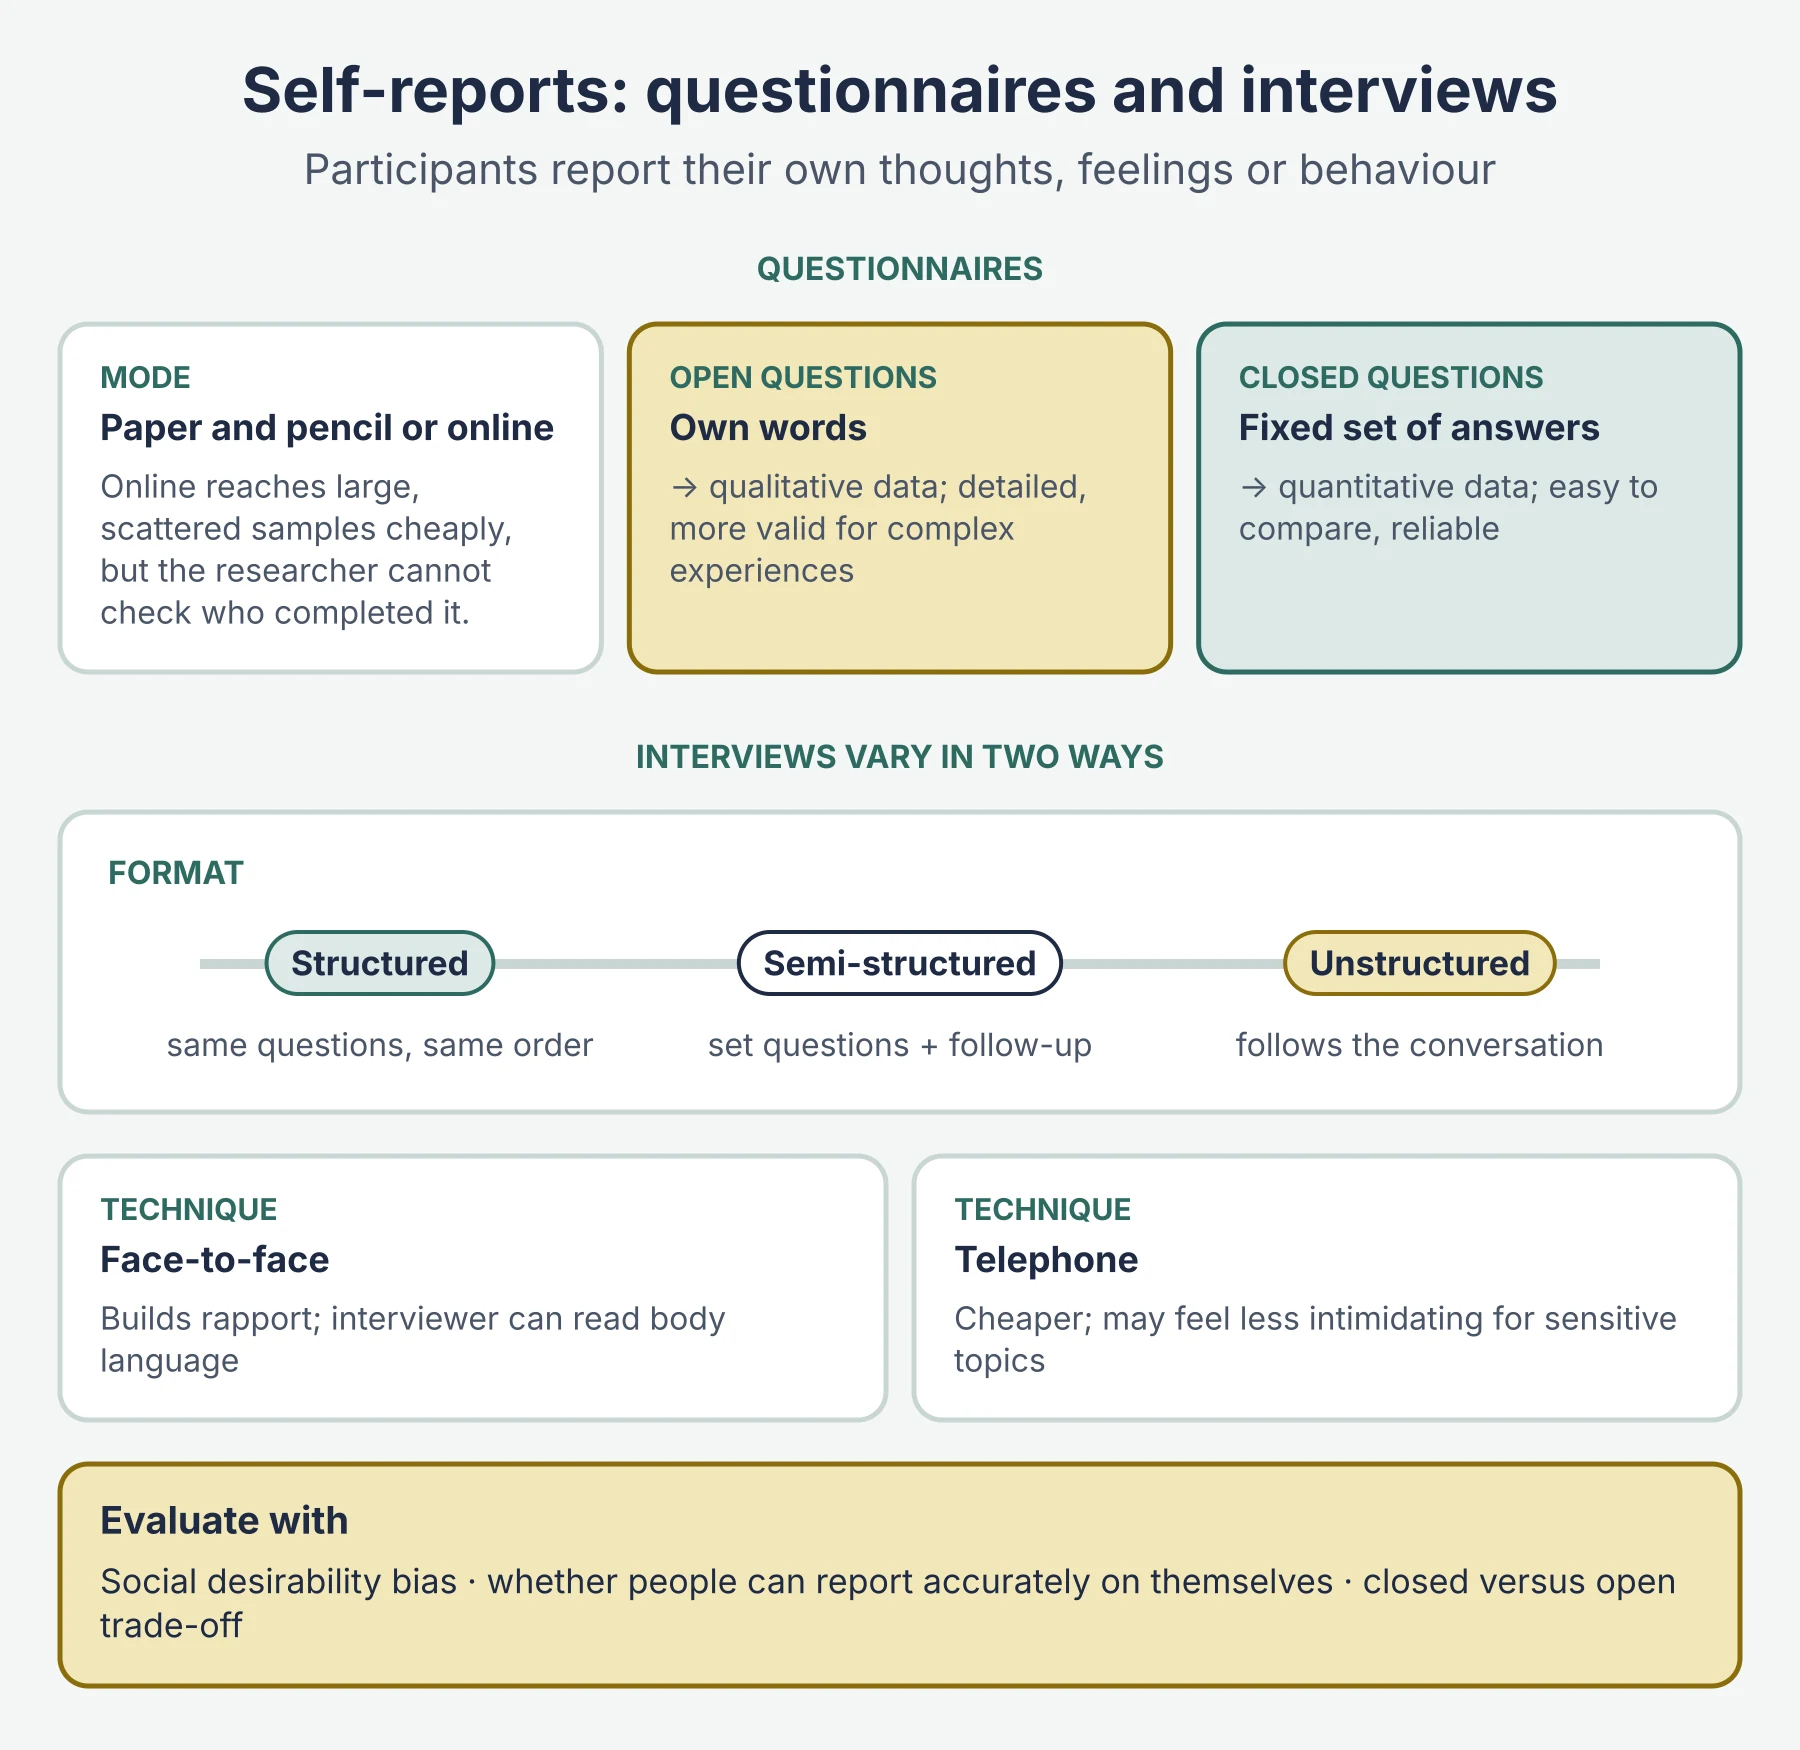 Self-reports: questionnaires and interviews
Participants report their own thoughts, feelings or behaviour
QUESTIONNAIRES
MODE
Paper and pencil or online
Online reaches large,
scattered samples cheaply,
but the researcher cannot
check who completed it.
OPEN QUESTIONS
Own words
→ qualitative data; detailed,
more valid for complex
experiences
CLOSED QUESTIONS
Fixed set of answers
→ quantitative data; easy to
compare, reliable
INTERVIEWS VARY IN TWO WAYS
FORMAT
Structured
same questions, same order
Semi-structured
set questions + follow-up
Unstructured
follows the conversation
TECHNIQUE
Face-to-face
Builds rapport; interviewer can read body
language
TECHNIQUE
Telephone
Cheaper; may feel less intimidating for sensitive
topics
Evaluate with
Social desirability bias · whether people can report accurately on themselves · closed versus open
trade-off